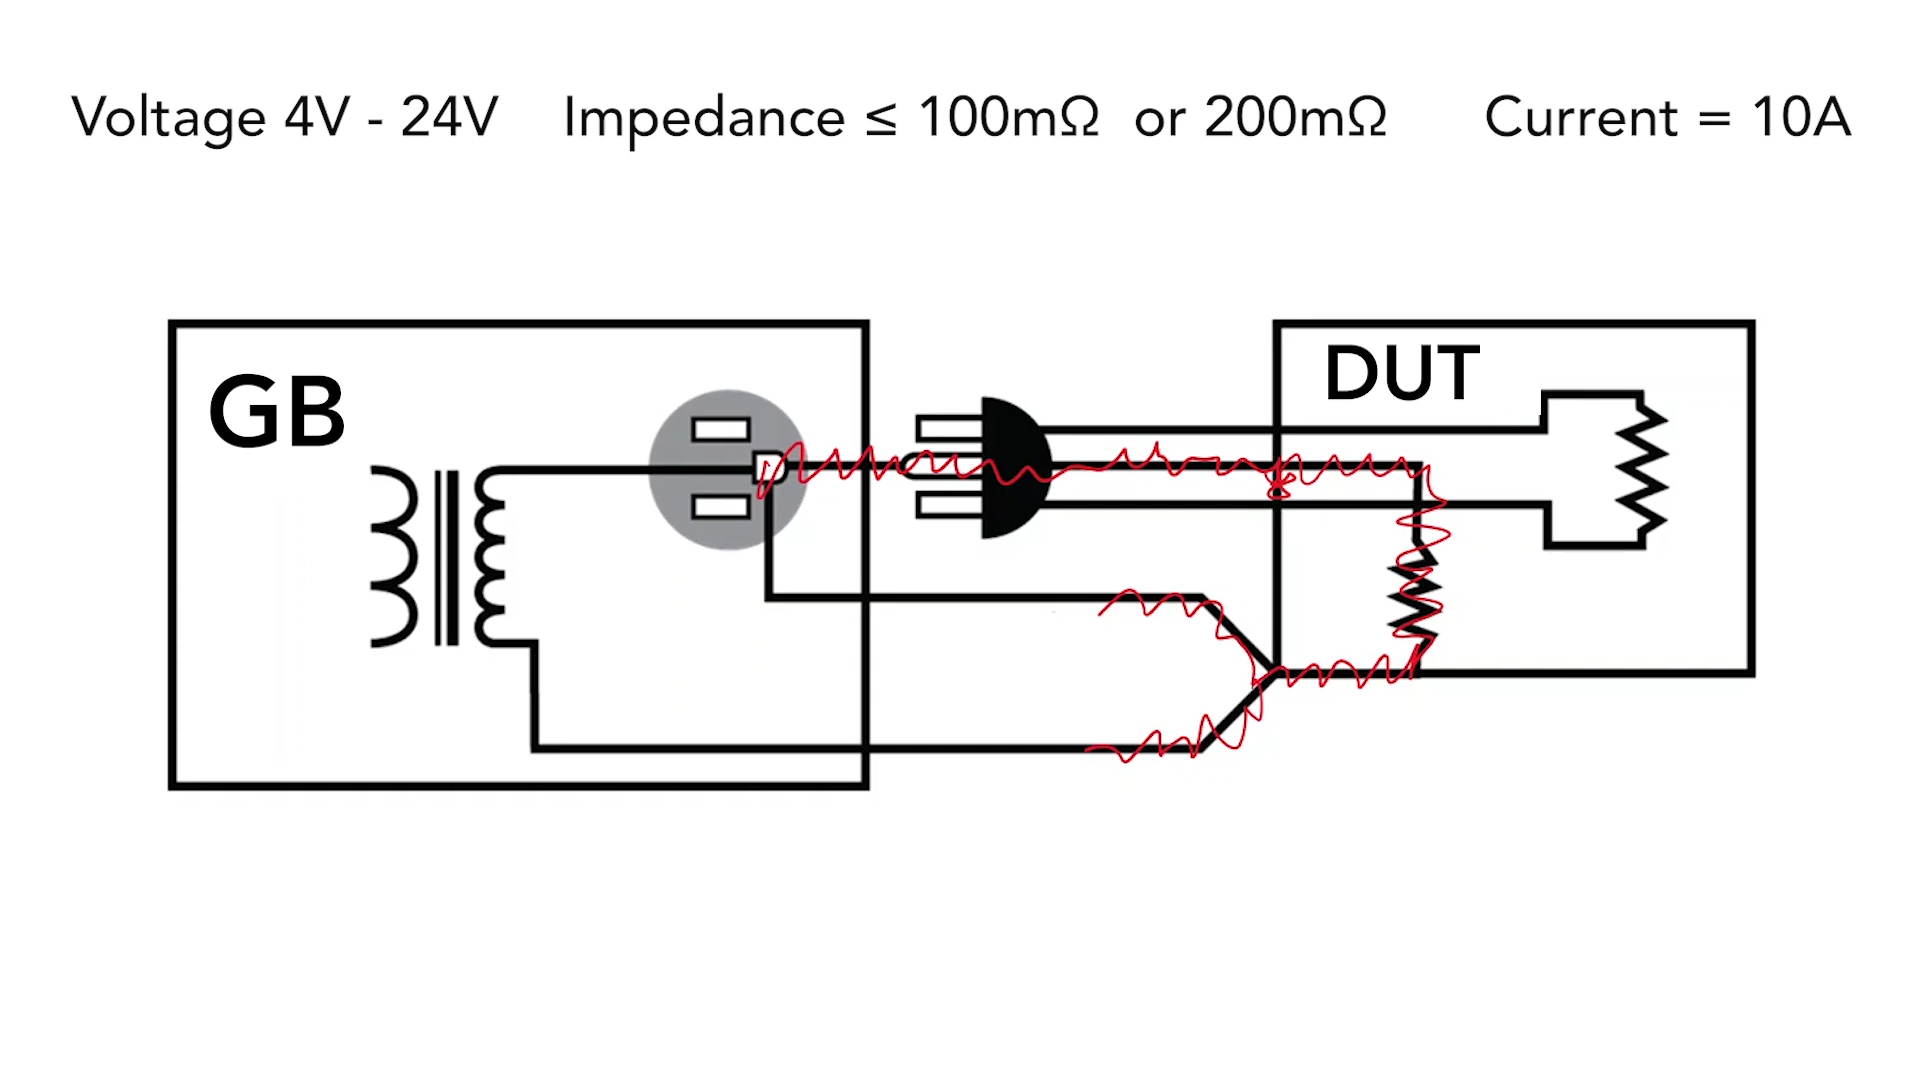 Voltage 4V - 24V Impedance ≤ 100mΩ or 200mΩ Current = 10A
GB
DUT